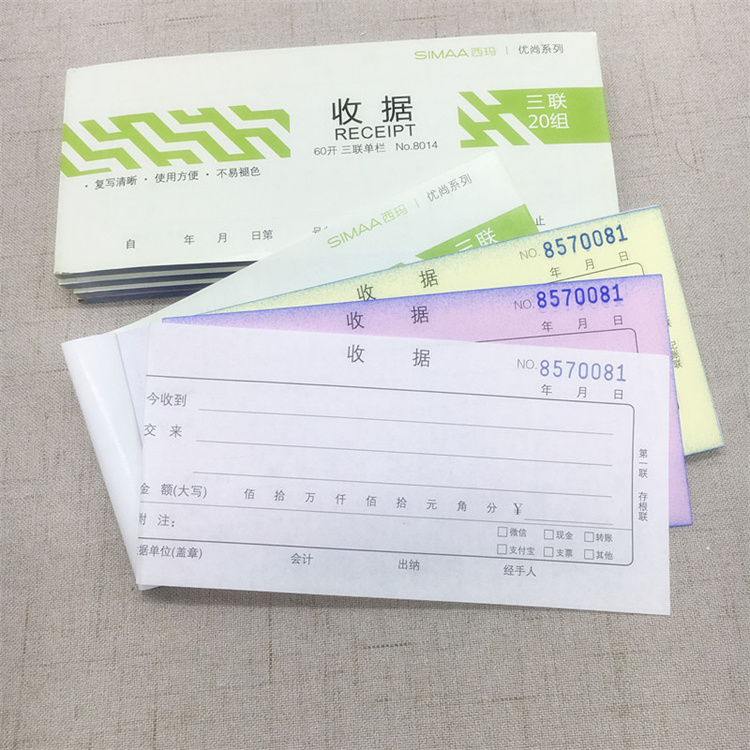 SIMAA西玛 | 优尚系列
收据
RECEIPT
60开 三联单栏 No.8014
三联
20组
· 复写清晰 · 使用方便 · 不易褪色
自 年 月 日第
止
SIMAA西玛 | 优尚系列
三联
收 据
NO. 8570081
年 月 日
收 据
NO. 8570081
年 月 日
收 据
NO. 8570081
年 月 日
今收到
交 来
金 额(大写) 佰 拾 万 仟 佰 拾 元 角 分 ¥
附 注:
□微信 □现金 □转账
□支付宝 □支票 □其他
据单位(盖章) 会计 出纳 经手人
第一联 存根联
账联